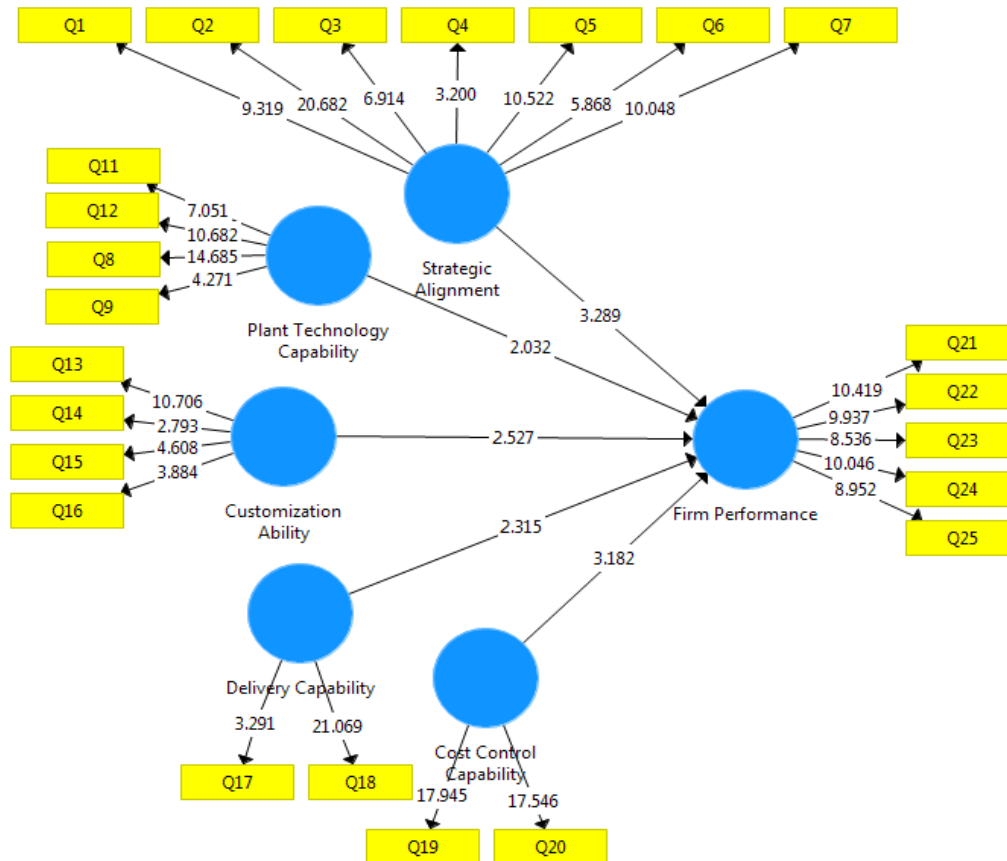 Q1
Q2
Q3
Q4
Q5
Q6
Q7
9.319
20.682
6.914
3.200
10.522
5.868
10.048
Q11
Q12
Q8
Q9
7.051
10.682
14.685
4.271
Strategic
Alignment
Plant Technology
Capability
3.289
2.032
Q13
Q14
Q15
Q16
10.706
2.793
4.608
3.884
Customization
Ability
2.527
Q21
Q22
Q23
Q24
Q25
10.419
9.937
8.536
10.046
8.952
Firm Performance
2.315
3.182
Delivery Capability
3.291
21.069
Q17
Q18
Cost Control
Capability
17.945
17.546
Q19
Q20